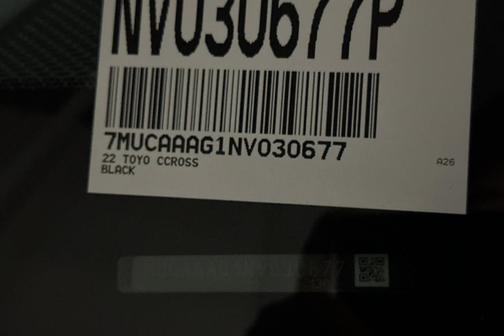 NV030677P
7MUCAAAG1NV030677
22 TOYO CCROSS
A26
BLACK